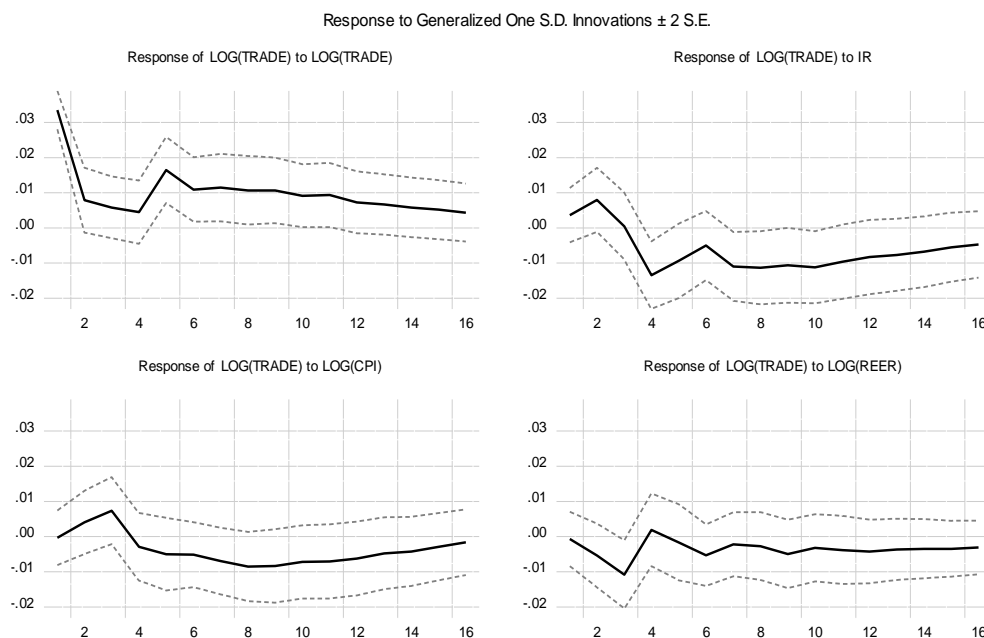 Response to Generalized One S.D. Innovations ± 2 S.E.
Response of LOG(TRADE) to LOG(TRADE)
.03
.02
.01
.00
-.01
-.02
2 4 6 8 10 12 14 16
Response of LOG(TRADE) to IR
.03
.02
.01
.00
-.01
-.02
2 4 6 8 10 12 14 16
Response of LOG(TRADE) to LOG(CPI)
.03
.02
.01
.00
-.01
-.02
2 4 6 8 10 12 14 16
Response of LOG(TRADE) to LOG(REER)
.03
.02
.01
.00
-.01
-.02
2 4 6 8 10 12 14 16